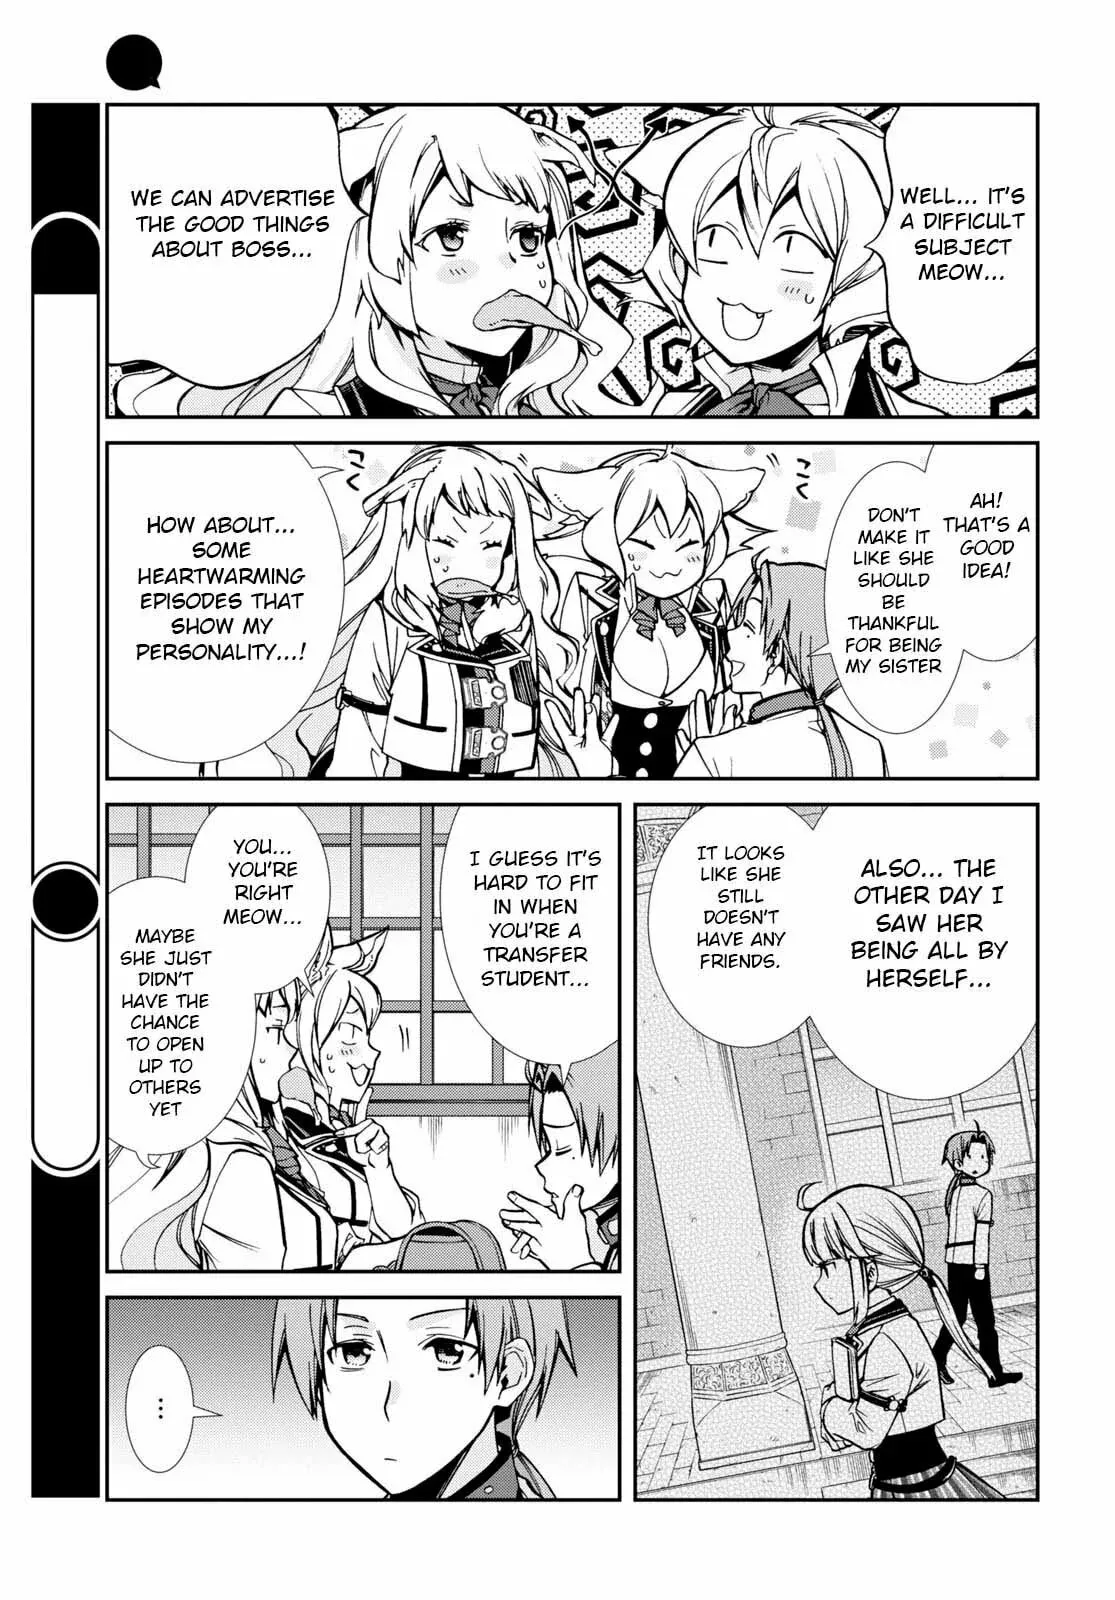 WELL... IT'S
A DIFFICULT
SUBJECT
MEOW...
WE CAN ADVERTISE
THE GOOD THINGS
ABOUT BOSS...
AH!
THAT'S A
GOOD
IDEA!
DON'T
MAKE IT
LIKE SHE
SHOULD
BE
THANKFUL
FOR BEING
MY SISTER
こく
こく
HOW ABOUT...
SOME
HEARTWARMING
EPISODES THAT
SHOW MY
PERSONALITY...!
ALSO... THE
OTHER DAY I
SAW HER
BEING ALL BY
HERSELF...
IT LOOKS
LIKE SHE
STILL
DOESN'T
HAVE ANY
FRIENDS.
I GUESS IT'S
HARD TO FIT
IN WHEN
YOU'RE A
TRANSFER
STUDENT...
YOU...
YOU'RE
RIGHT
MEOW...
MAYBE
SHE JUST
DIDN'T
HAVE THE
CHANCE
TO OPEN
UP TO
OTHERS
YET
...